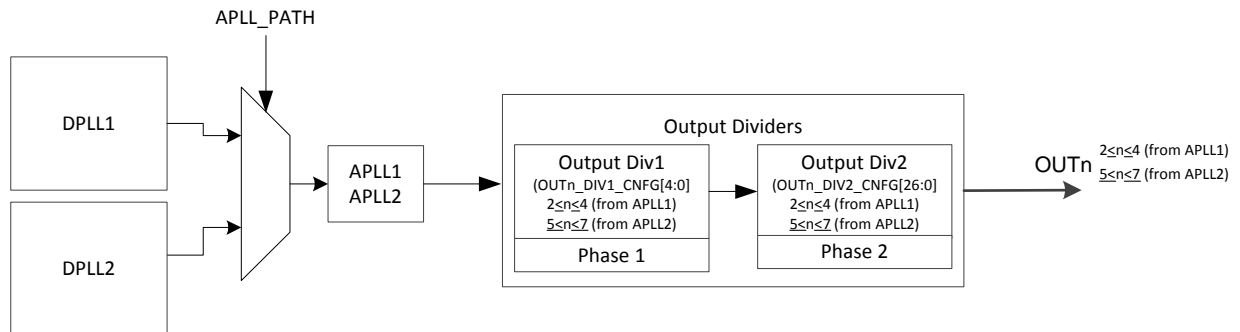 APLL_PATH
DPLL1
DPLL2
APLL1
APLL2
Output Dividers
Output Div1
(OUTn_DIV1_CNFG[4:0]
2≤n≤4 (from APLL1)
5≤n≤7 (from APLL2)
Phase 1
Output Div2
(OUTn_DIV2_CNFG[26:0]
2≤n≤4 (from APLL1)
5≤n≤7 (from APLL2)
Phase 2
OUTn
2≤n≤4 (from APLL1)
5≤n≤7 (from APLL2)